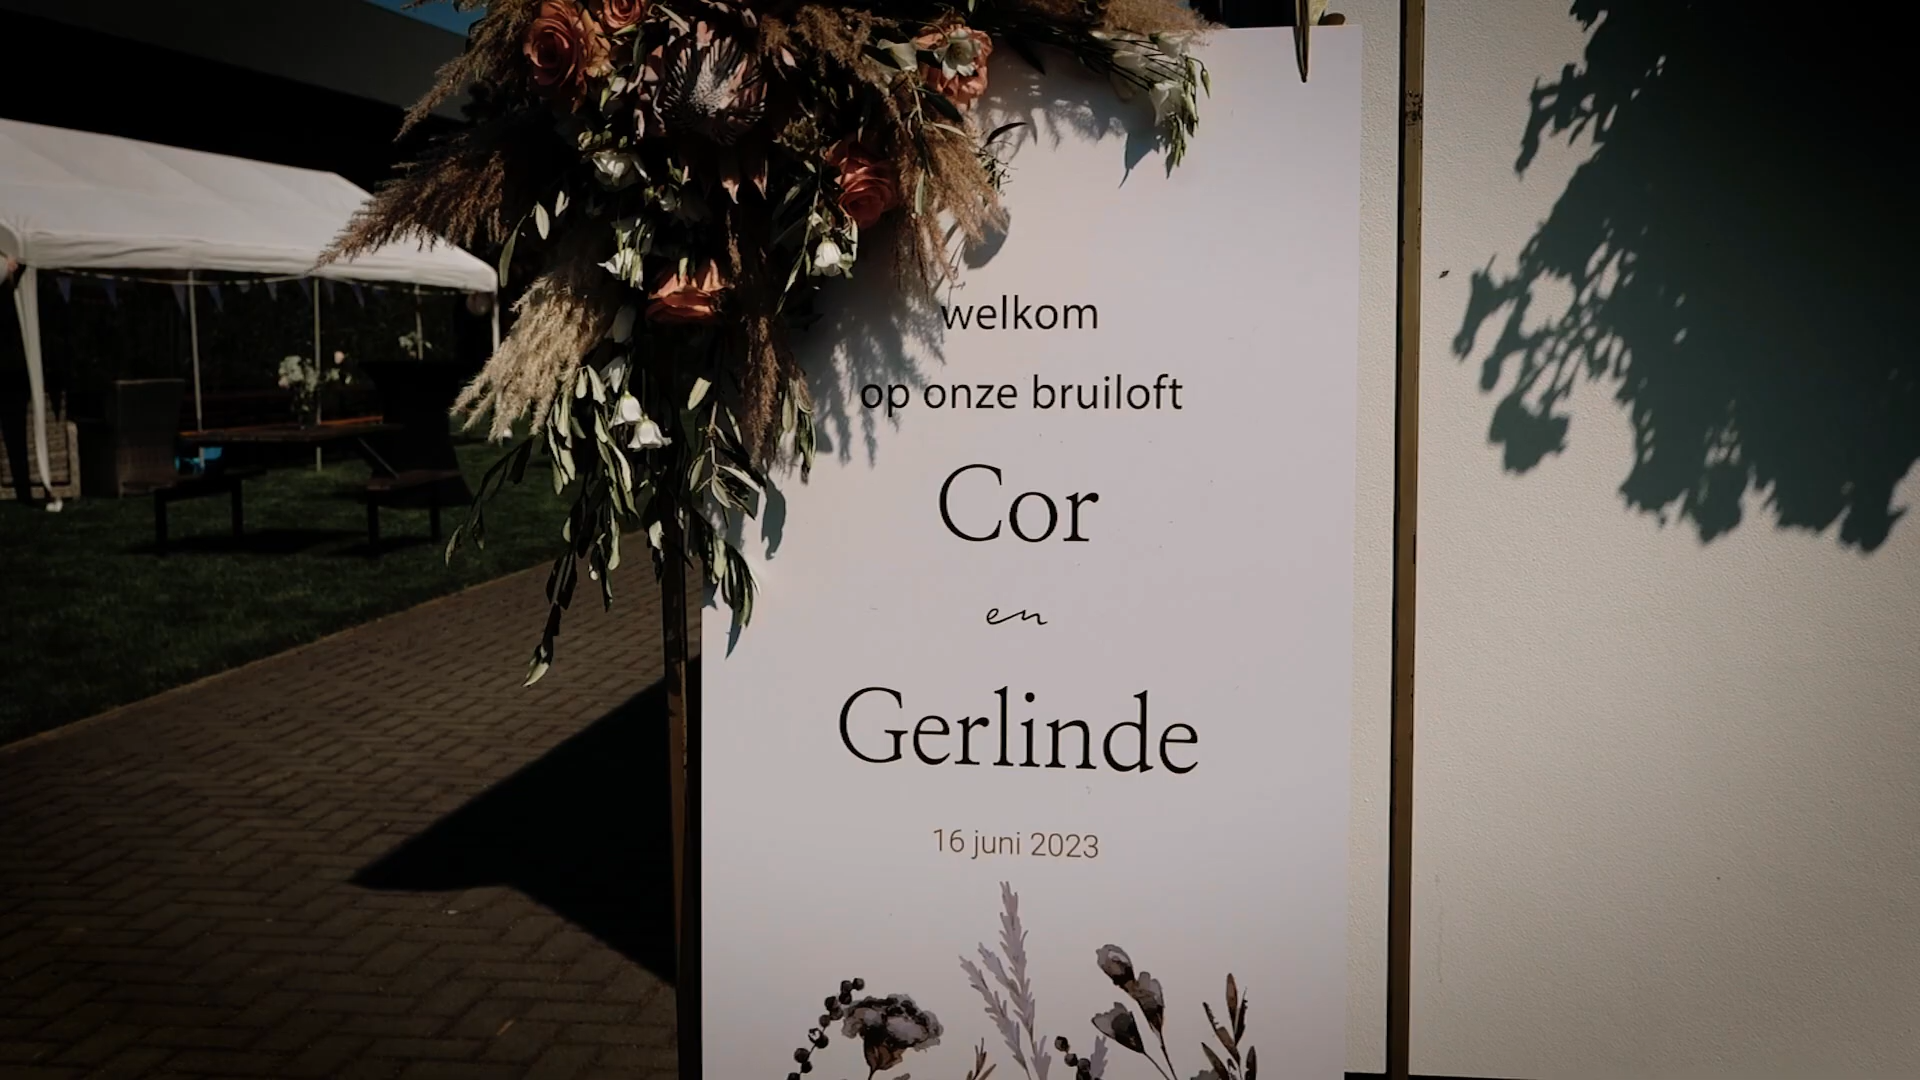 welkom
op onze bruiloft
Cor
en
Gerlinde
16 juni 2023